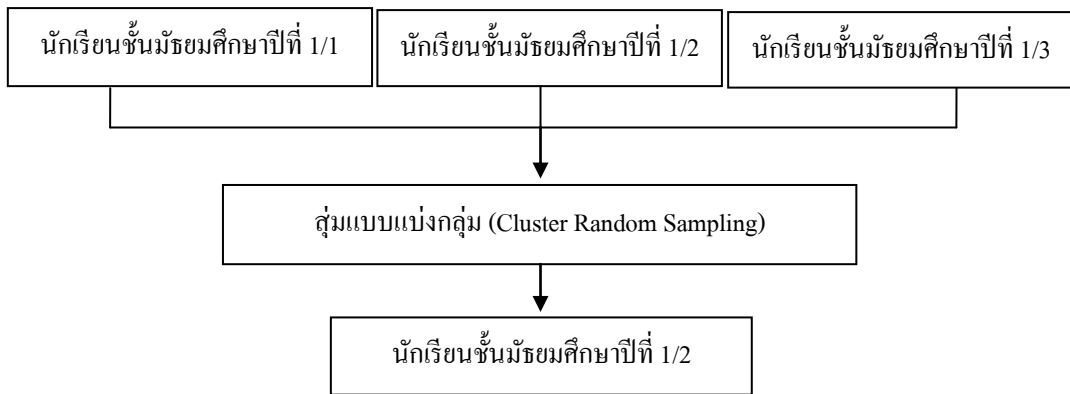 นักเรียนชั้นมัธยมศึกษาปีที่ 1/1
นักเรียนชั้นมัธยมศึกษาปีที่ 1/2
นักเรียนชั้นมัธยมศึกษาปีที่ 1/3
สุ่มแบบแบ่งกลุ่ม (Cluster Random Sampling)
นักเรียนชั้นมัธยมศึกษาปีที่ 1/2